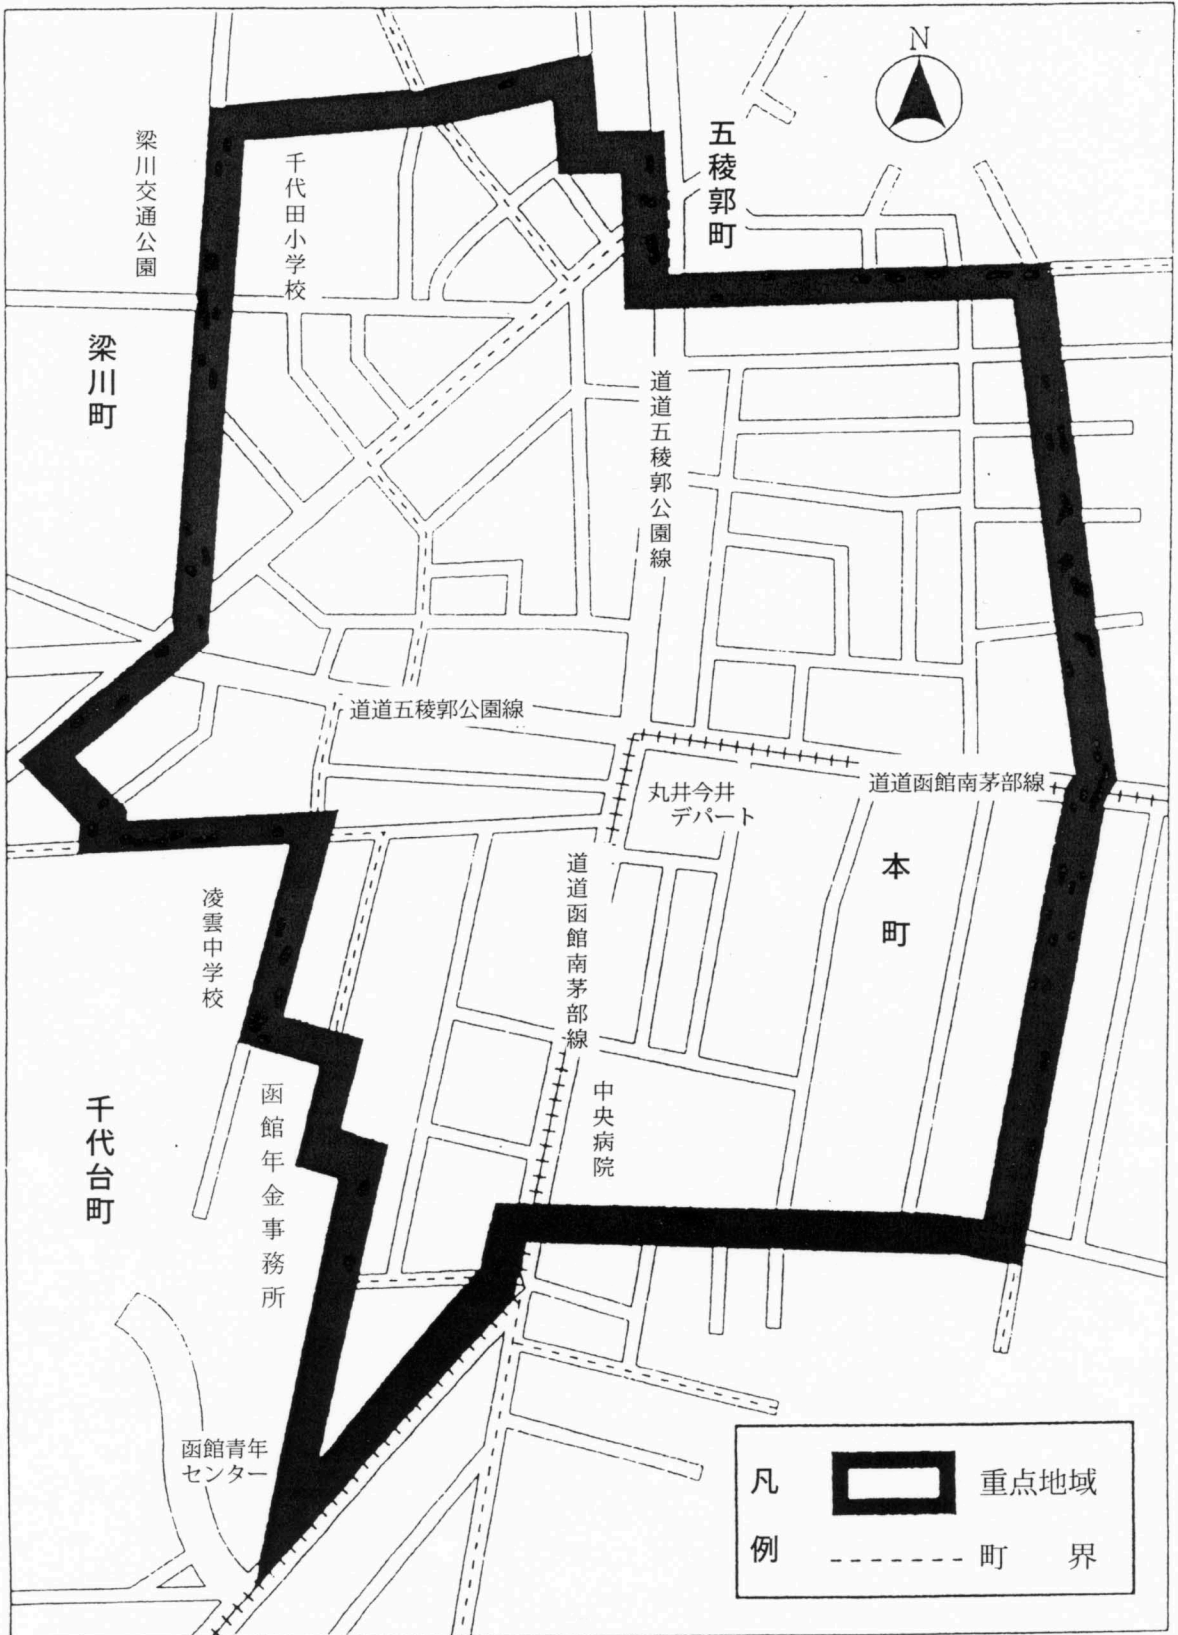 N
五稜郭町
梁川交通公園
千代田小学校
梁川町
道道五稜郭公園線
道道五稜郭公園線
道道函館南茅部線
丸井今井
デパート
本町
道道函館南茅部線
凌雲中学校
中央病院
函館年金事務所
千代台町
函館青年
センター
凡例
重点地域
町界